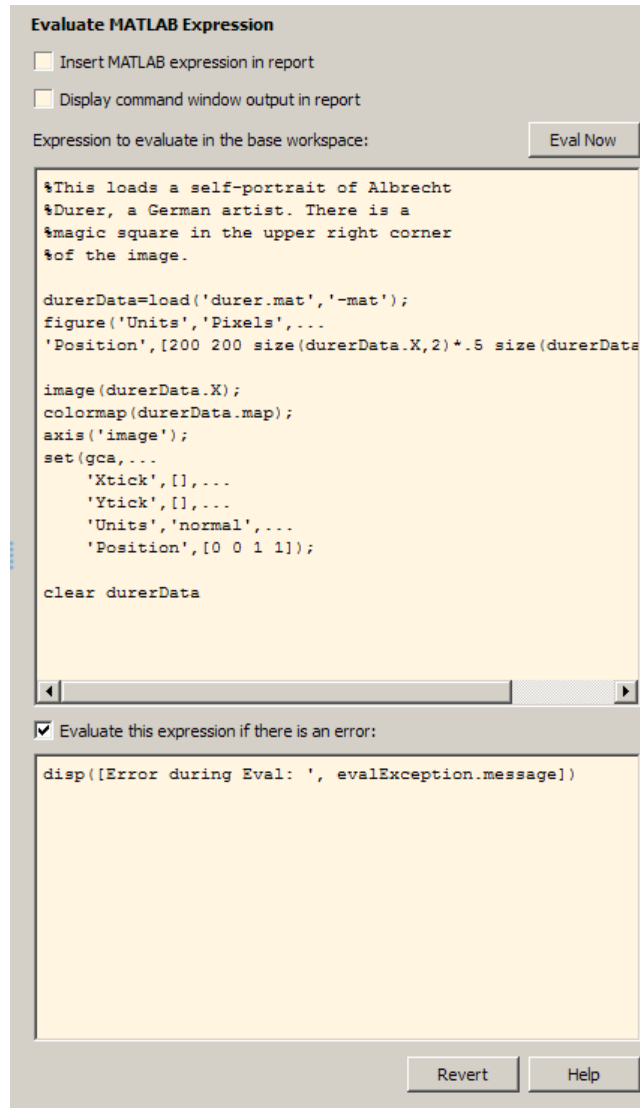 Evaluate MATLAB Expression
Insert MATLAB expression in report
Display command window output in report
Expression to evaluate in the base workspace:
Eval Now
%This loads a self-portrait of Albrecht
%Durer, a German artist. There is a
%magic square in the upper right corner
%of the image.
durerData=load('durer.mat','-mat');
figure('Units','Pixels',...
'Position',[200 200 size(durerData.X,2)*.5 size(durerData
image(durerData.X);
colormap(durerData.map);
axis('image');
set(gca,...
'Xtick',[],...
'Ytick',[],...
'Units','normal',...
'Position',[0 0 1 1]);
clear durerData
Evaluate this expression if there is an error:
disp([Error during Eval: ', evalException.message])
Revert
Help